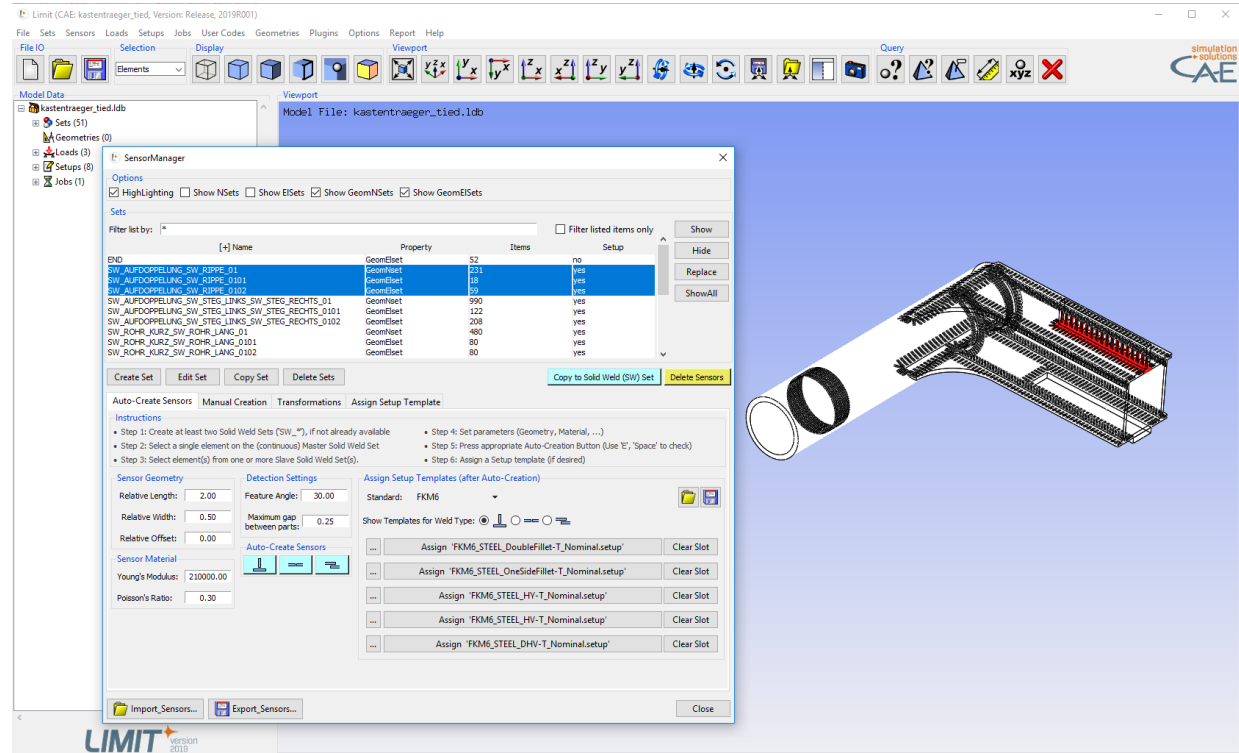 Limit (CAE: kastentraeger_tied, Version: Release, 2019R001)
File Sets Sensors Loads Setups Jobs User Codes Geometries Plugins Options Report Help
File IO Selection Display Viewport Query
Elements
xyz
simulation
solutions
CAE
Model Data
Viewport
kastentraeger_tied.ldb
Sets (51)
Geometries (0)
Loads (3)
Setups (8)
Jobs (1)
Model File: kastentraeger_tied.ldb
SensorManager
Options
HighLighting Show NSets Show ElSets Show GeomNSets Show GeomElSets
Sets
Filter list by: * Filter listed items only Show
[+] Name Property Items Setup Hide
END GeomElset 52 no
SW_AUFDOPPELUNG_SW_RIPPE_01 GeomNset 231 yes Replace
SW_AUFDOPPELUNG_SW_RIPPE_0101 GeomElset 18 yes
SW_AUFDOPPELUNG_SW_RIPPE_0102 GeomElset 59 yes ShowAll
SW_AUFDOPPELUNG_SW_STEG_LINKS_SW_STEG_RECHTS_01 GeomNset 990 yes
SW_AUFDOPPELUNG_SW_STEG_LINKS_SW_STEG_RECHTS_0101 GeomElset 122 yes
SW_AUFDOPPELUNG_SW_STEG_LINKS_SW_STEG_RECHTS_0102 GeomElset 208 yes
SW_ROHR_KURZ_SW_ROHR_LANG_01 GeomNset 480 yes
SW_ROHR_KURZ_SW_ROHR_LANG_0101 GeomElset 80 yes
SW_ROHR_KURZ_SW_ROHR_LANG_0102 GeomElset 80 yes
Create Set Edit Set Copy Set Delete Sets Copy to Solid Weld (SW) Set Delete Sensors
Auto-Create Sensors Manual Creation Transformations Assign Setup Template
Instructions
• Step 1: Create at least two Solid Weld Sets ('SW_*'), if not already available
• Step 2: Select a single element on the (continuous) Master Solid Weld Set
• Step 3: Select element(s) from one or more Slave Solid Weld Set(s).
• Step 4: Set parameters (Geometry, Material, ...)
• Step 5: Press appropriate Auto-Creation Button (Use 'E', 'Space' to check)
• Step 6: Assign a Setup template (if desired)
Sensor Geometry
Relative Length: 2.00
Relative Width: 0.50
Relative Offset: 0.00
Sensor Material
Young's Modulus: 210000.00
Poisson's Ratio: 0.30
Detection Settings
Feature Angle: 30.00
Maximum gap
between parts: 0.25
Auto-Create Sensors
Assign Setup Templates (after Auto-Creation)
Standard: FKM6
Show Templates for Weld Type:
... Assign 'FKM6_STEEL_DoubleFillet-T_Nominal.setup' Clear Slot
... Assign 'FKM6_STEEL_OneSideFillet-T_Nominal.setup' Clear Slot
... Assign 'FKM6_STEEL_HY-T_Nominal.setup' Clear Slot
... Assign 'FKM6_STEEL_HV-T_Nominal.setup' Clear Slot
... Assign 'FKM6_STEEL_DHV-T_Nominal.setup' Clear Slot
Import_Sensors... Export_Sensors... Close
LIMIT version
2019